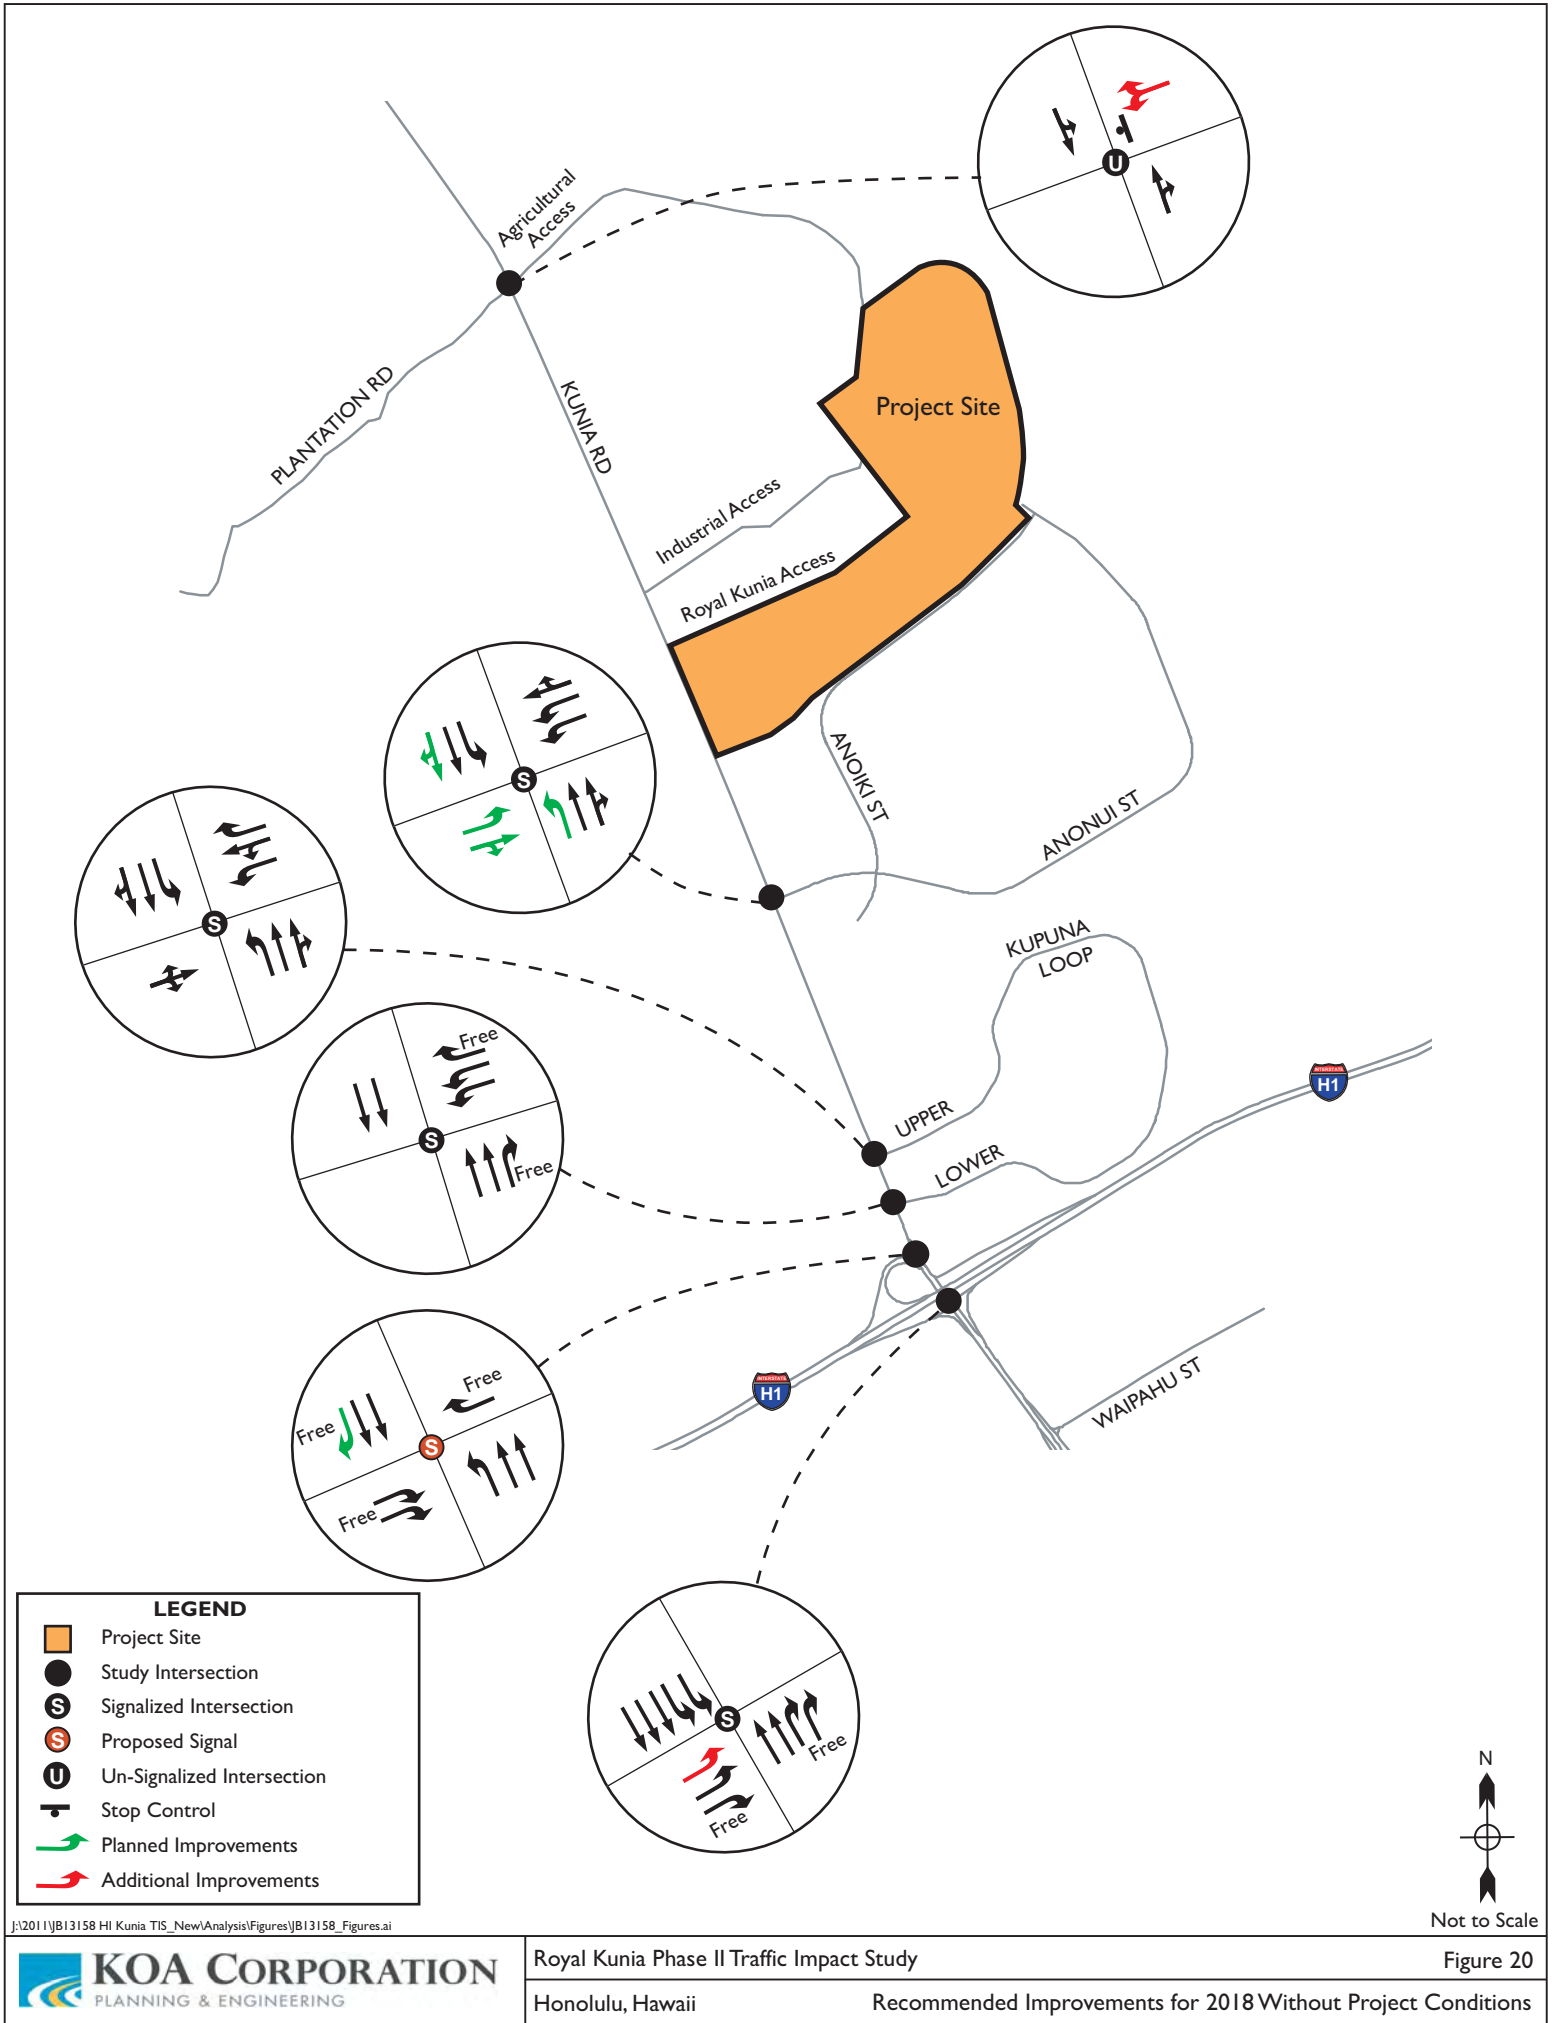 U
Agricultural
Access
PLANTATION RD
KUNIA RD
Project Site
Industrial Access
Royal Kunia Access
S
ANOIKI ST
ANONUI ST
S
KUPUNA
LOOP
Free
S
Free
UPPER
LOWER
INTERSTATE
H1
Free
Free
S
Free
INTERSTATE
H1
WAIPAHU ST
S
Free
Free
LEGEND
Project Site
Study Intersection
S Signalized Intersection
S Proposed Signal
U Un-Signalized Intersection
Stop Control
Planned Improvements
Additional Improvements
N
Not to Scale
J:\2011\JB13158 HI Kunia TIS_New\Analysis\Figures\JB13158_Figures.ai
KOA CORPORATION
PLANNING & ENGINEERING
Royal Kunia Phase II Traffic Impact Study
Figure 20
Honolulu, Hawaii
Recommended Improvements for 2018 Without Project Conditions